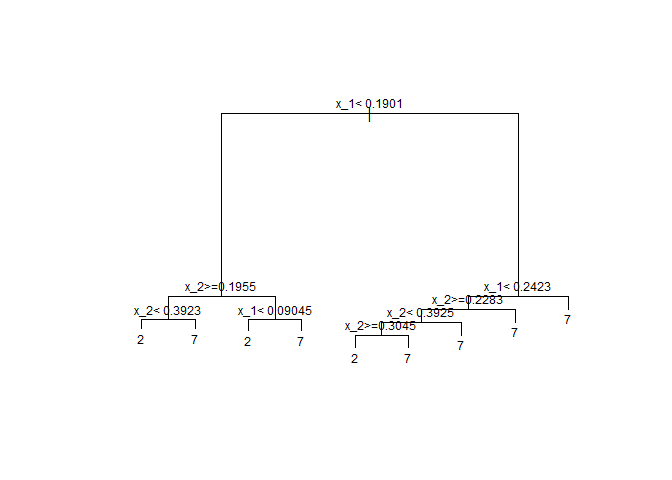 x_1< 0.1901
x_2>=0.1955
x_1< 0.2423
x_2>=0.2283
x_2< 0.3923
x_1< 0.09045
x_2< 0.3925
7
x_2>=0.3045
7
2
7
2
7
7
2
7